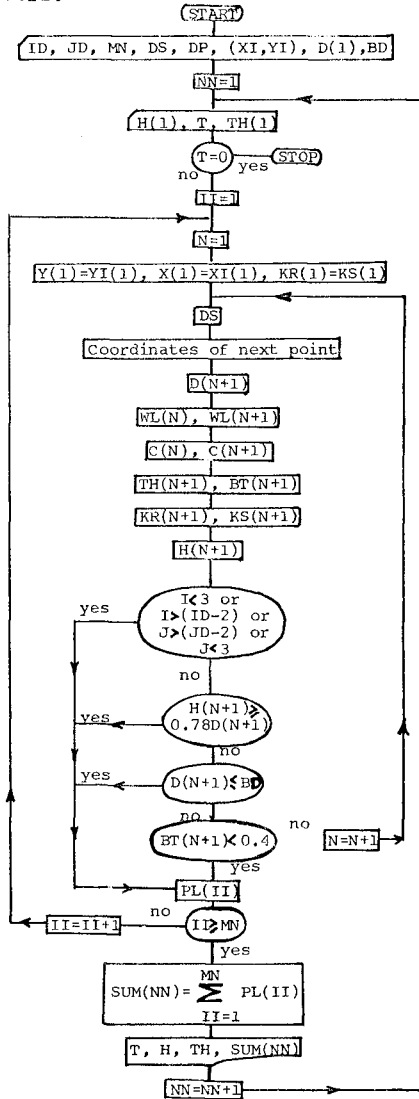 START
ID, JD, MN, DS, DP, (XI,YI), D(1),BD
NN=1
H(1), T, TH(1)
T=0
yes
STOP
no
II=1
N=1
Y(1)=YI(1), X(1)=XI(1), KR(1)=KS(1)
DS
Coordinates of next point
D(N+1)
WL(N), WL(N+1)
C(N), C(N+1)
TH(N+1), BT(N+1)
KR(N+1), KS(N+1)
H(N+1)
I<3 or
I>(ID-2) or
J>(JD-2) or
J<3
yes
no
H(N+1)≥
0.78D(N+1)
yes
no
D(N+1)≤BD
yes
no
BT(N+1)<0.4
no
N=N+1
yes
PL(II)
II≥MN
no
II=II+1
yes
MN
SUM(NN)= Σ PL(II)
II=1
T, H, TH, SUM(NN)
NN=NN+1